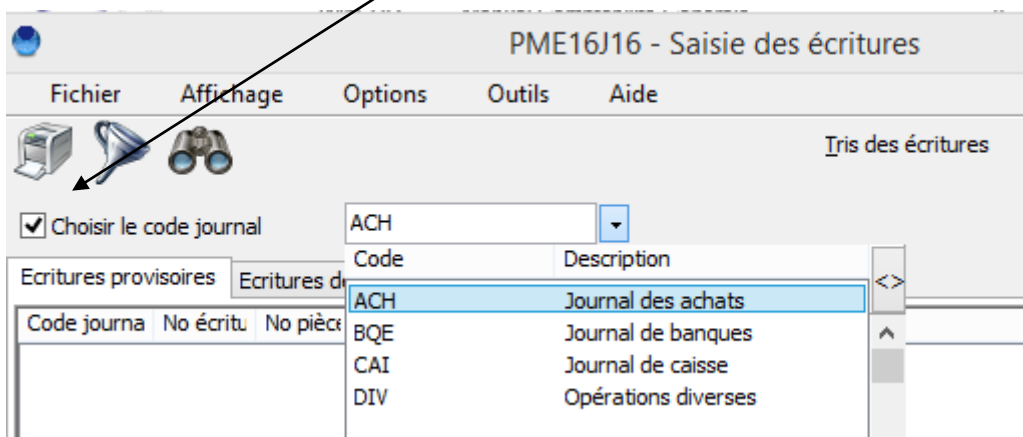 PME16J16 - Saisie des écritures
Fichier Affichage Options Outils Aide
Tris des écritures
Choisir le code journal ACH
Code Description
Ecritures provisoires Ecritures d
ACH Journal des achats
Code journa No écritu No pièce
BQE Journal de banques
CAI Journal de caisse
DIV Opérations diverses